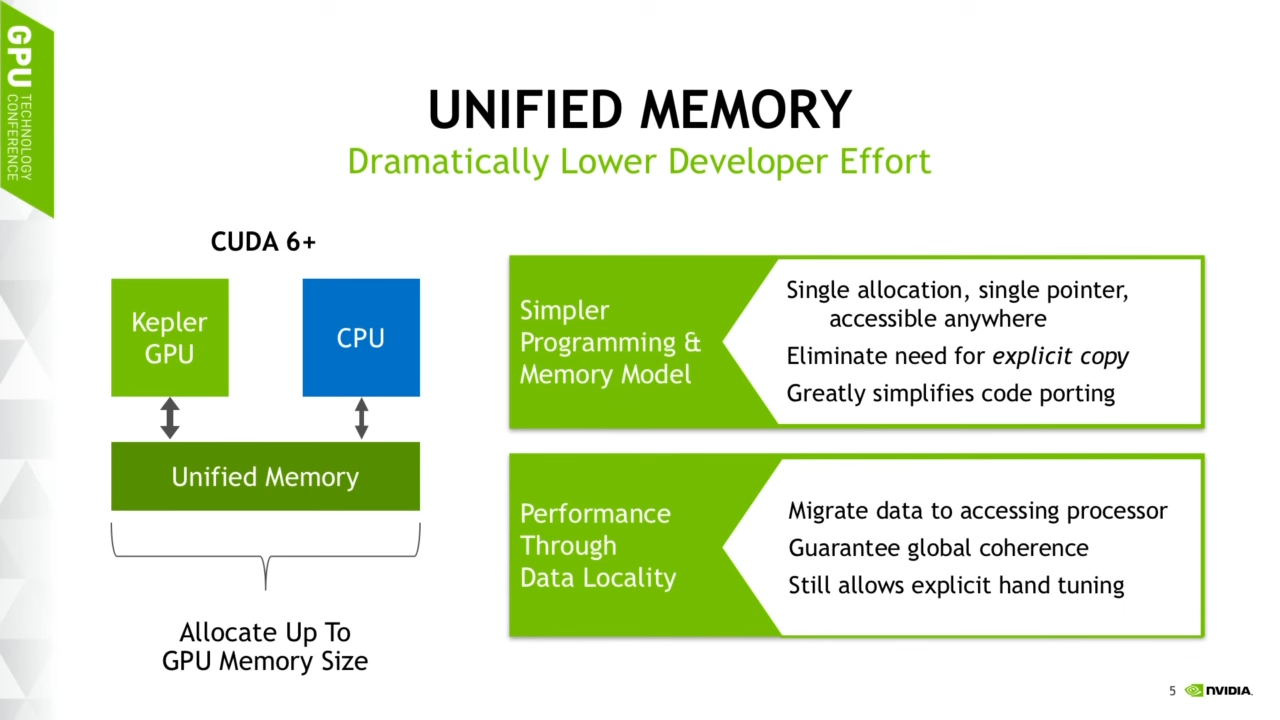 GPU TECHNOLOGY
CONFERENCE
UNIFIED MEMORY
Dramatically Lower Developer Effort
CUDA 6+
Kepler
GPU
CPU
Unified Memory
Allocate Up To
GPU Memory Size
Simpler
Programming &
Memory Model
Single allocation, single pointer,
accessible anywhere
Eliminate need for explicit copy
Greatly simplifies code porting
Performance
Through
Data Locality
Migrate data to accessing processor
Guarantee global coherence
Still allows explicit hand tuning
5 NVIDIA.